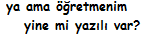 ya ama öğretmenim
yine mi yazılı var?